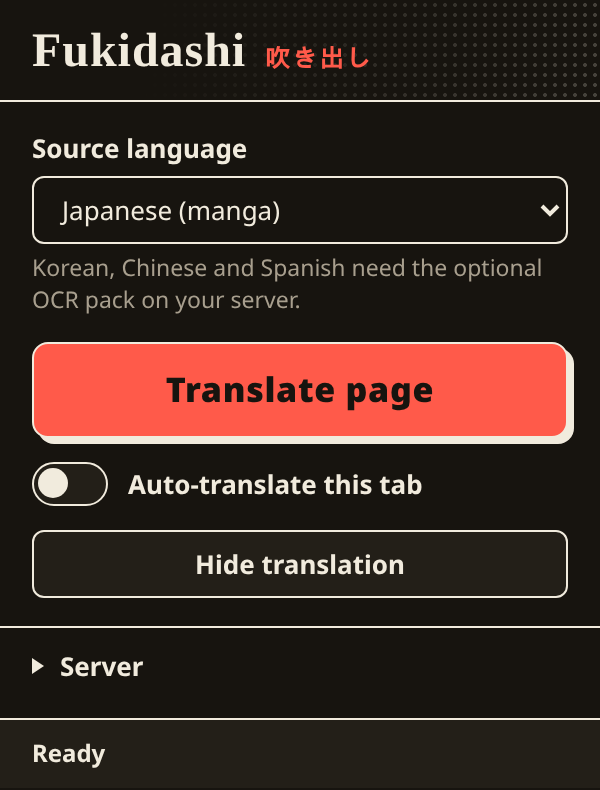 Fukidashi 吹き出し
Source language
Japanese (manga)
Korean, Chinese and Spanish need the optional
OCR pack on your server.
Translate page
Auto-translate this tab
Hide translation
Server
Ready